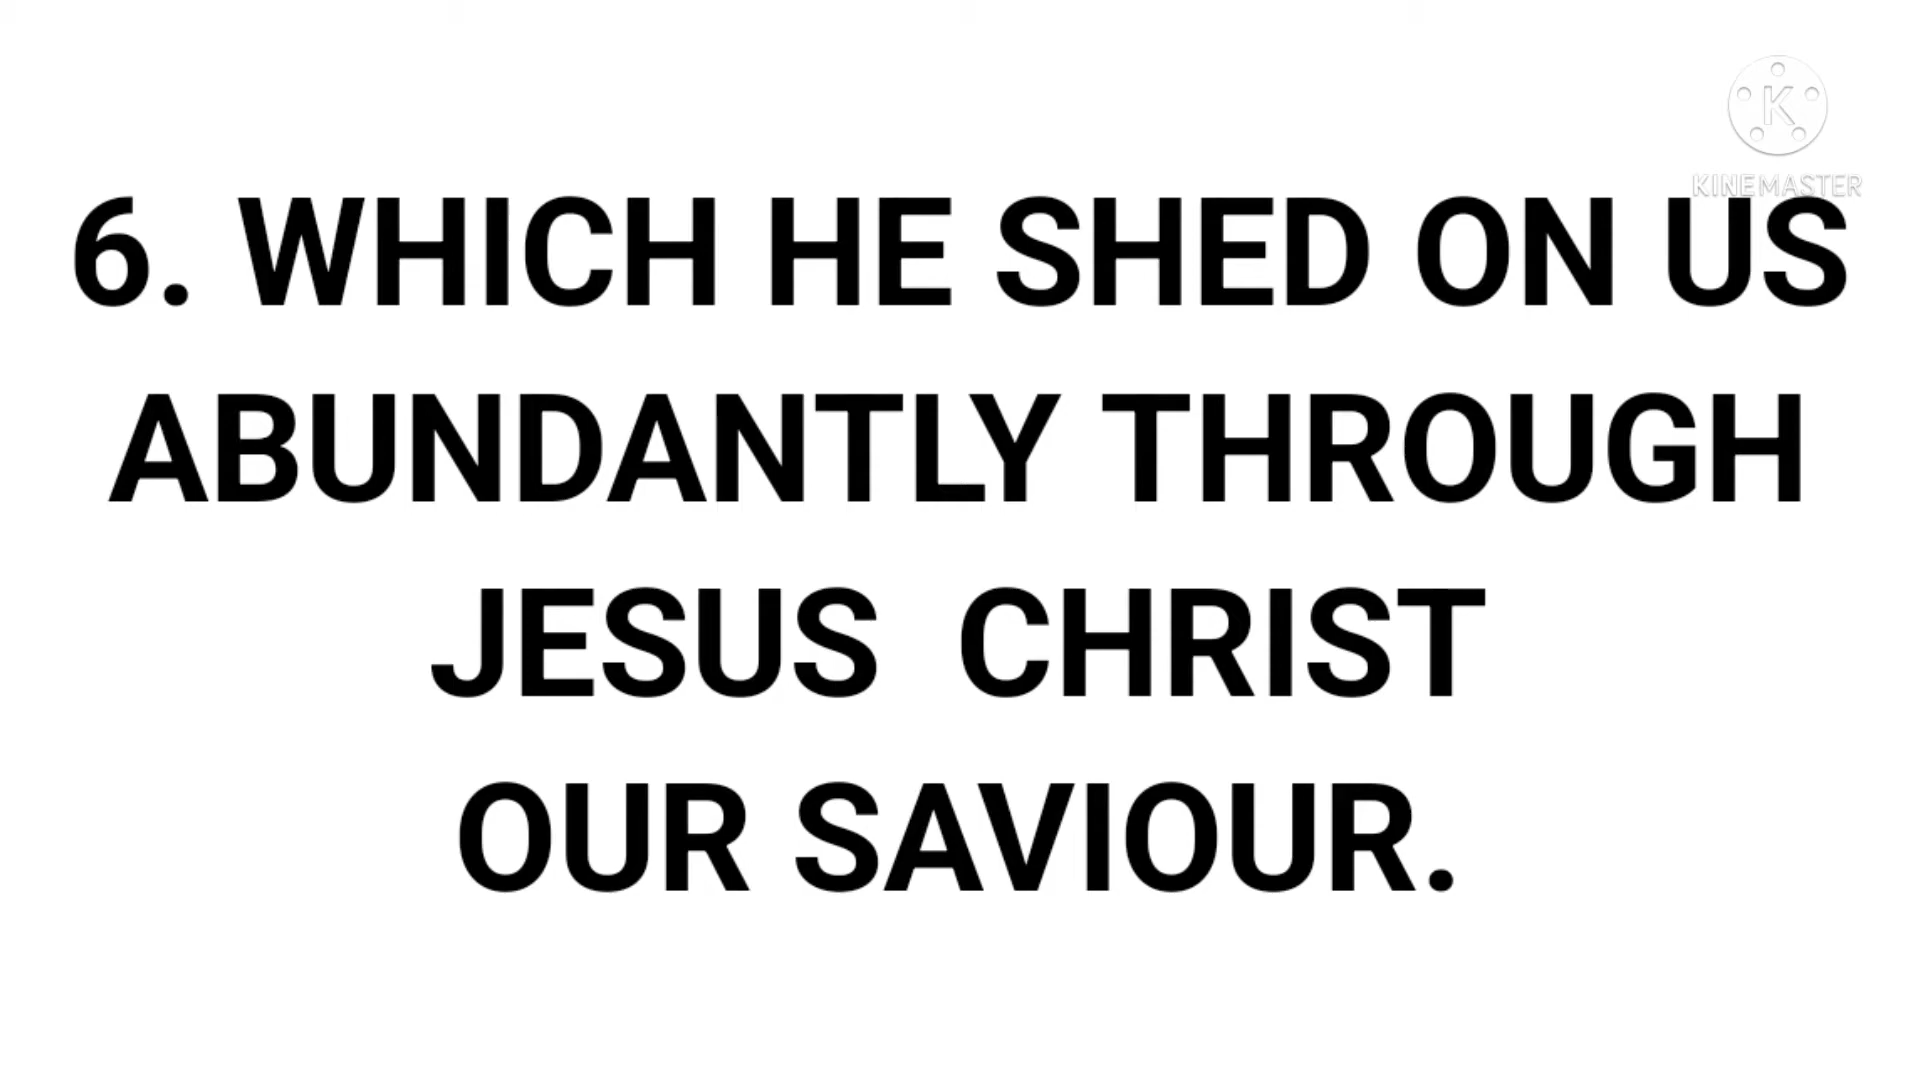 K
KINEMASTER
6. WHICH HE SHED ON US
ABUNDANTLY THROUGH
JESUS  CHRIST
OUR SAVIOUR.